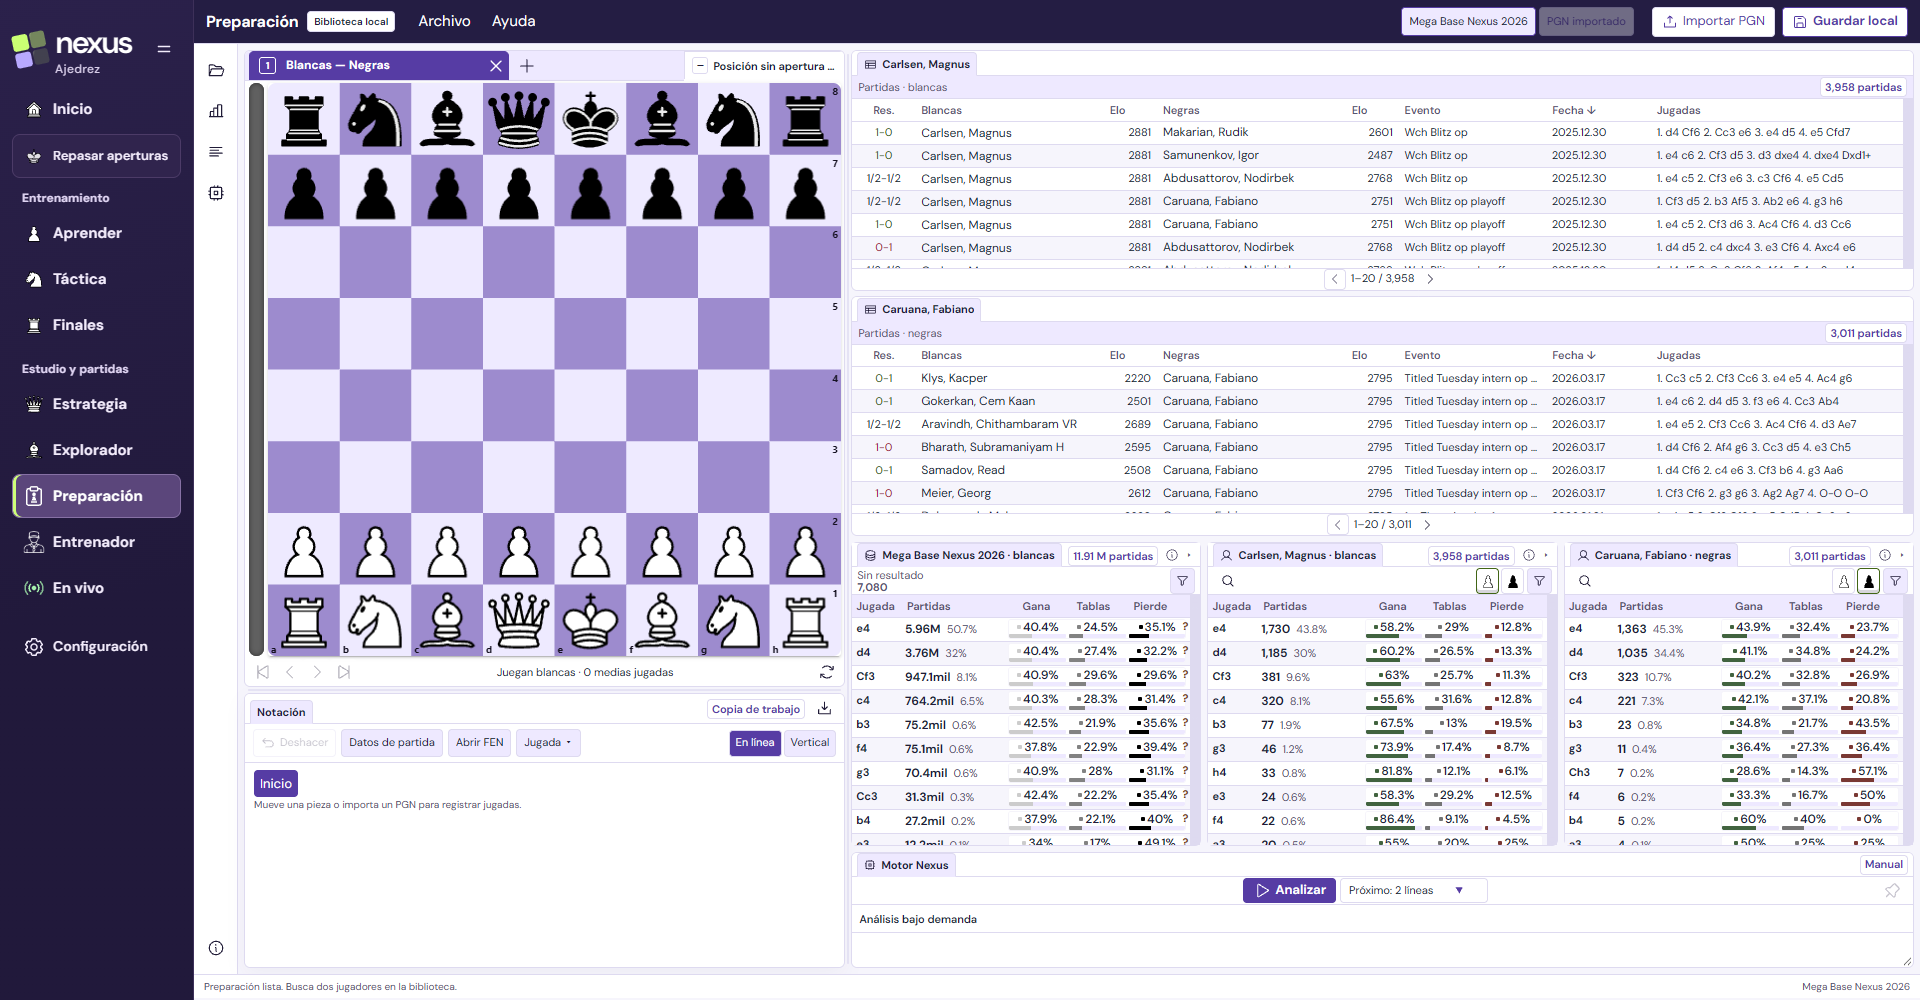 nexus
Ajedrez
Inicio
Repasar aperturas
Entrenamiento
Aprender
Táctica
Finales
Estudio y partidas
Estrategia
Explorador
Preparación
Entrenador
En vivo
Configuración
Preparación Biblioteca local Archivo Ayuda
Mega Base Nexus 2026 PGN importado Importar PGN Guardar local
1 Blancas — Negras
Posición sin apertura ...
8
7
6
5
4
3
2
1
a b c d e f g h
Juegan blancas · 0 medias jugadas
Notación Copia de trabajo
Deshacer Datos de partida Abrir FEN Jugada En línea Vertical
Inicio
Mueve una pieza o importa un PGN para registrar jugadas.
Carlsen, Magnus
Partidas · blancas 3,958 partidas
Res. Blancas Elo Negras Elo Evento Fecha ↓ Jugadas
1-0 Carlsen, Magnus 2881 Makarian, Rudik 2601 Wch Blitz op 2025.12.30 1. d4 Cf6 2. Cc3 e6 3. e4 d5 4. e5 Cfd7
1-0 Carlsen, Magnus 2881 Samunenkov, Igor 2487 Wch Blitz op 2025.12.30 1. e4 c6 2. Cf3 d5 3. d3 dxe4 4. dxe4 Dxd1+
1/2-1/2 Carlsen, Magnus 2881 Abdusattorov, Nodirbek 2768 Wch Blitz op 2025.12.30 1. e4 c5 2. Cf3 e6 3. c3 Cf6 4. e5 Cd5
1/2-1/2 Carlsen, Magnus 2881 Caruana, Fabiano 2751 Wch Blitz op playoff 2025.12.30 1. Cf3 d5 2. b3 Af5 3. Ab2 e6 4. g3 h6
1-0 Carlsen, Magnus 2881 Caruana, Fabiano 2751 Wch Blitz op playoff 2025.12.30 1. e4 c5 2. Cf3 d6 3. Ac4 Cf6 4. d3 Cc6
0-1 Carlsen, Magnus 2881 Abdusattorov, Nodirbek 2768 Wch Blitz op playoff 2025.12.30 1. d4 d5 2. c4 dxc4 3. e3 Cf6 4. Axc4 e6
1–20 / 3,958
Caruana, Fabiano
Partidas · negras 3,011 partidas
Res. Blancas Elo Negras Elo Evento Fecha ↓ Jugadas
0-1 Klys, Kacper 2220 Caruana, Fabiano 2795 Titled Tuesday intern op ... 2026.03.17 1. Cc3 c5 2. Cf3 Cc6 3. e4 e5 4. Ac4 g6
0-1 Gokerkan, Cem Kaan 2501 Caruana, Fabiano 2795 Titled Tuesday intern op ... 2026.03.17 1. e4 c6 2. d4 d5 3. f3 e6 4. Cc3 Ab4
1/2-1/2 Aravindh, Chithambaram VR 2689 Caruana, Fabiano 2795 Titled Tuesday intern op ... 2026.03.17 1. e4 e5 2. Cf3 Cc6 3. Ac4 Cf6 4. d3 Ae7
1-0 Bharath, Subramaniyam H 2595 Caruana, Fabiano 2795 Titled Tuesday intern op ... 2026.03.17 1. d4 Cf6 2. Af4 g6 3. Cc3 d5 4. e3 Ch5
0-1 Samadov, Read 2508 Caruana, Fabiano 2795 Titled Tuesday intern op ... 2026.03.17 1. d4 Cf6 2. c4 e6 3. Cf3 b6 4. g3 Aa6
1-0 Meier, Georg 2612 Caruana, Fabiano 2795 Titled Tuesday intern op ... 2026.03.17 1. Cf3 Cf6 2. g3 g6 3. Ag2 Ag7 4. O-O O-O
1–20 / 3,011
Mega Base Nexus 2026 · blancas 11.91 M partidas
Sin resultado
7,080
Jugada Partidas Gana Tablas Pierde
e4 5.96M 50.7% 40.4% 24.5% 35.1% ?
d4 3.76M 32% 40.4% 27.4% 32.2% ?
Cf3 947.1mil 8.1% 40.9% 29.6% 29.6% ?
c4 764.2mil 6.5% 40.3% 28.3% 31.4% ?
b3 75.2mil 0.6% 42.5% 21.9% 35.6% ?
f4 75.1mil 0.6% 37.8% 22.9% 39.4% ?
g3 70.4mil 0.6% 40.9% 28% 31.1% ?
Cc3 31.3mil 0.3% 42.4% 22.2% 35.4% ?
b4 27.2mil 0.2% 37.9% 22.1% 40% ?
e3 12.2mil 0.1% 34% 17% 49.1% ?
Carlsen, Magnus · blancas 3,958 partidas
Jugada Partidas Gana Tablas Pierde
e4 1,730 43.8% 58.2% 29% 12.8%
d4 1,185 30% 60.2% 26.5% 13.3%
Cf3 381 9.6% 63% 25.7% 11.3%
c4 320 8.1% 55.6% 31.6% 12.8%
b3 77 1.9% 67.5% 13% 19.5%
g3 46 1.2% 73.9% 17.4% 8.7%
h4 33 0.8% 81.8% 12.1% 6.1%
e3 24 0.6% 58.3% 29.2% 12.5%
f4 22 0.6% 86.4% 9.1% 4.5%
a3 20 0.5% 55% 20% 25%
Caruana, Fabiano · negras 3,011 partidas
Jugada Partidas Gana Tablas Pierde
e4 1,363 45.3% 43.9% 32.4% 23.7%
d4 1,035 34.4% 41.1% 34.8% 24.2%
Cf3 323 10.7% 40.2% 32.8% 26.9%
c4 221 7.3% 42.1% 37.1% 20.8%
b3 23 0.8% 34.8% 21.7% 43.5%
g3 11 0.4% 36.4% 27.3% 36.4%
Ch3 7 0.2% 28.6% 14.3% 57.1%
f4 6 0.2% 33.3% 16.7% 50%
b4 5 0.2% 60% 40% 0%
a3 4 0.1% 50% 25% 25%
Motor Nexus Manual
Analizar Próximo: 2 líneas
Análisis bajo demanda
Preparación lista. Busca dos jugadores en la biblioteca. Mega Base Nexus 2026